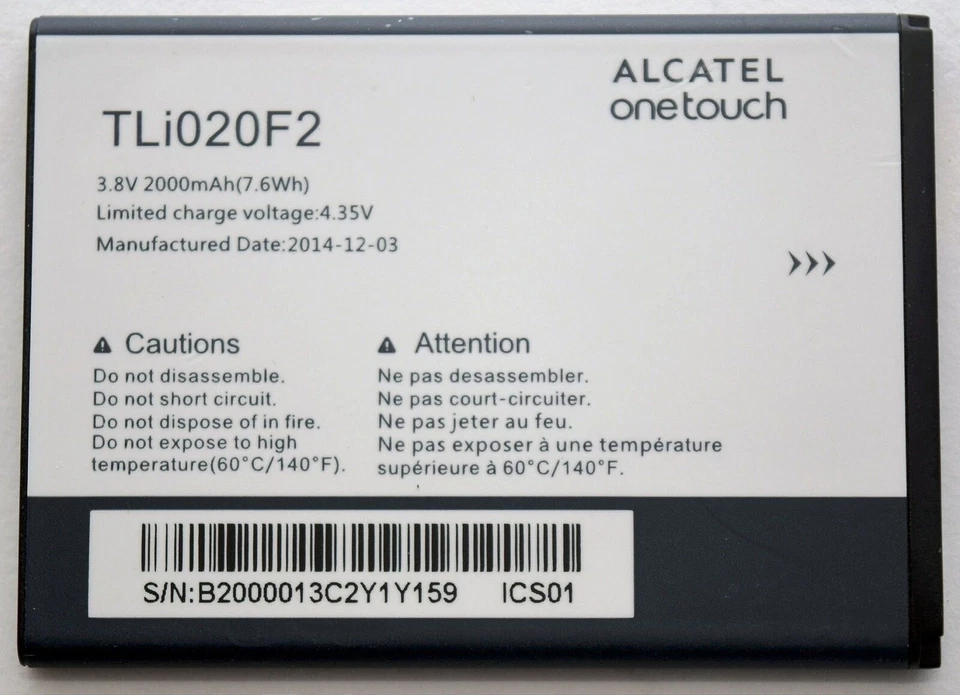 ALCATEL
onetouch
TLi020F2
3.8V 2000mAh(7.6Wh)
Limited charge voltage:4.35V
Manufactured Date:2014-12-03
Cautions
Do not disassemble.
Do not short circuit.
Do not dispose of in fire.
Do not expose to high
temperature(60°C/140°F).
Attention
Ne pas desassembler.
Ne pas court-circuiter.
Ne pas jeter au feu.
Ne pas exposer à une température
supérieure à 60°C/140°F.
S/N:B2000013C2Y1Y159 ICS01